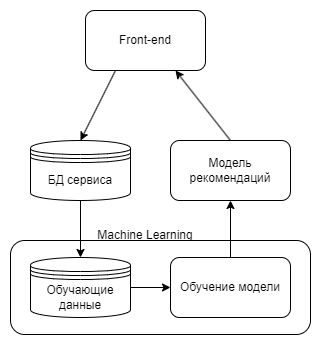 Front-end
БД сервиса
Модель
рекомендаций
Machine Learning
Обучающие
данные
Обучение модели